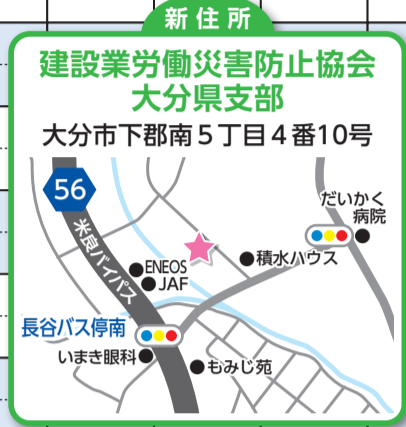 新住所
建設業労働災害防止協会
大分県支部
大分市下郡南５丁目４番10号
56
米良バイパス
だいかく
病院
ENEOS
JAF
積水ハウス
長谷バス停南
いまき眼科
もみじ苑